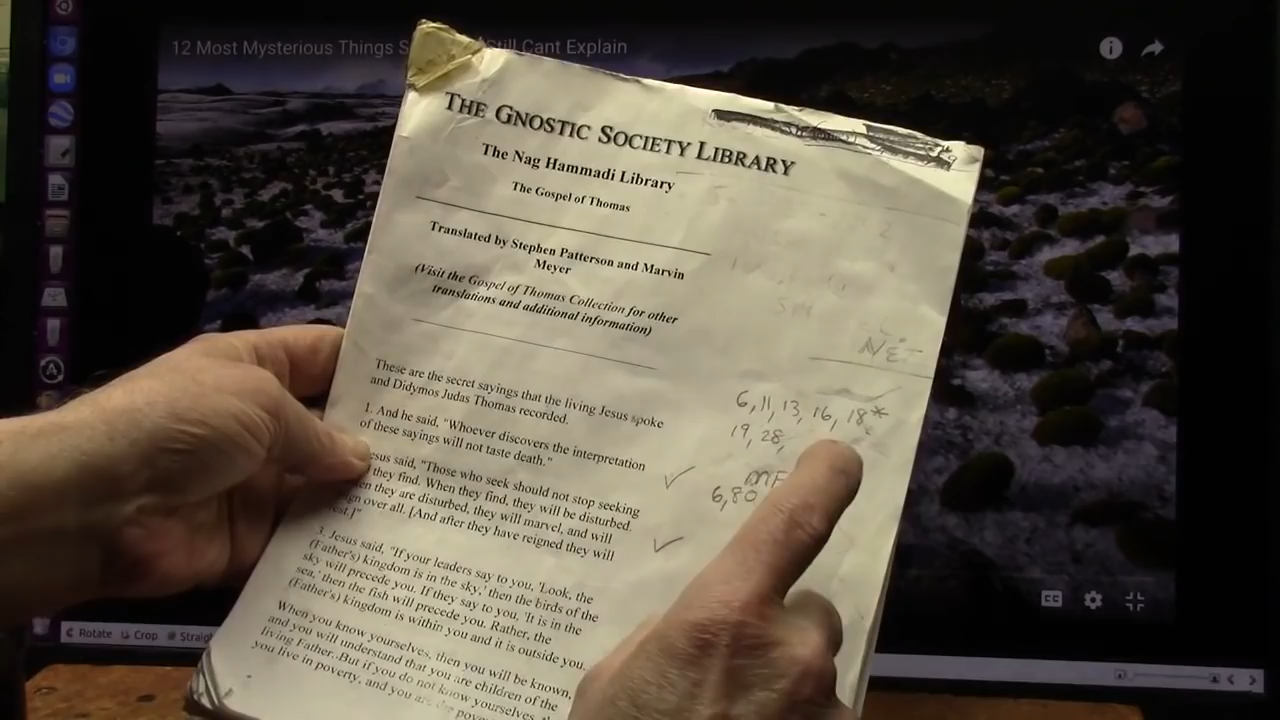 12 Most Mysterious Things S Still Cant Explain
THE GNOSTIC SOCIETY LIBRARY
The Nag Hammadi Library
The Gospel of Thomas
Translated by Stephen Patterson and Marvin
Meyer
(Visit the Gospel of Thomas Collection for other
translations and additional information)
NET
6, 11, 13, 16, 18*
19, 28,
6, 80
These are the secret sayings that the living Jesus spoke
and Didymos Judas Thomas recorded.
1. And he said, "Whoever discovers the interpretation
of these sayings will not taste death."
esus said, "Those who seek should not stop seeking
they find. When they find, they will be disturbed.
en they are disturbed, they will marvel, and will
ign over all. [And after they have reigned they will
rest.]"
3. Jesus said, "If your leaders say to you, 'Look, the
(Father's) kingdom is in the sky,' then the birds of the
sky will precede you. If they say to you, 'It is in the
sea,' then the fish will precede you. Rather, the
(Father's) kingdom is within you and it is outside you.
When you know yourselves, then you will be known,
and you will understand that you are children of the
living Father. But if you do not know yourselves,
you live in poverty, and you are
CC
Rotate Crop Straig